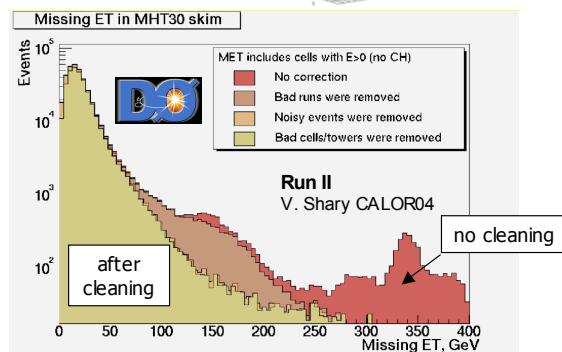 Missing ET in MHT30 skim
Events
10^5
10^4
10^3
10^2
MET includes cells with E>0 (no CH)
No correction
Bad runs were removed
Noisy events were removed
Bad cells/towers were removed
DØ
Run II
V. Shary CALOR04
no cleaning
after
cleaning
0 50 100 150 200 250 300 350 400
Missing ET, GeV